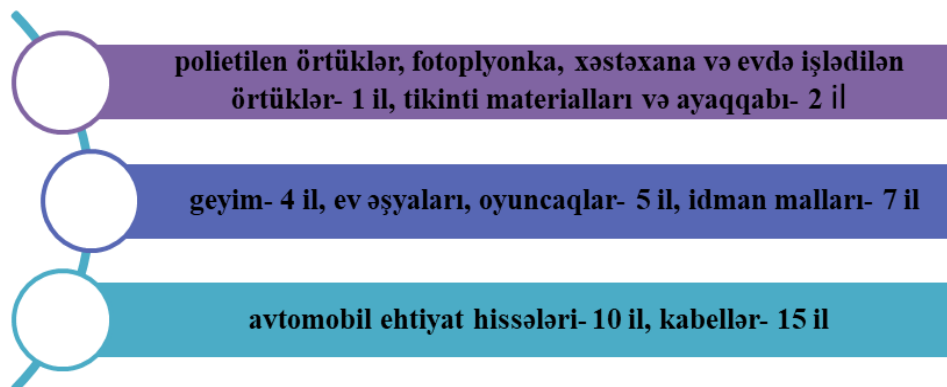 polietilen örtüklər, fotoplyonka, xəstəxana və evdə işlədilən
örtüklər- 1 il, tikinti materialları və ayaqqabı- 2 il
geyim- 4 il, ev əşyaları, oyuncaqlar- 5 il, idman malları- 7 il
avtomobil ehtiyat hissələri- 10 il, kabellər- 15 il